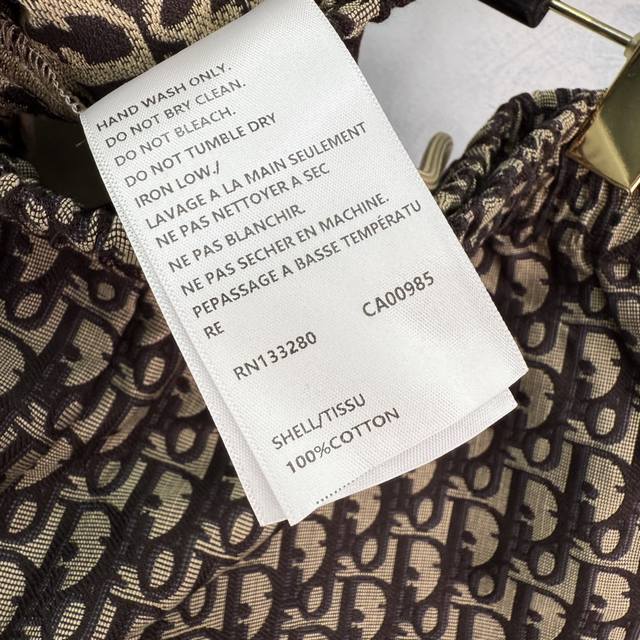 HAND WASH ONLY.
DO NOT BRY CLEAN.
DO NOT BLEACH.
DO NOT TUMBLE DRY
IRON LOW./
LAVAGE A LA MAIN SEULEMENT
NE PAS NETTOYER A SEC
NE PAS BLANCHIR.
NE PAS SECHER EN MACHINE.
PEPASSAGE A BASSE TEMPÉRATU
RE
RN133280 CA00985
SHELL/TISSU
100%COTTON